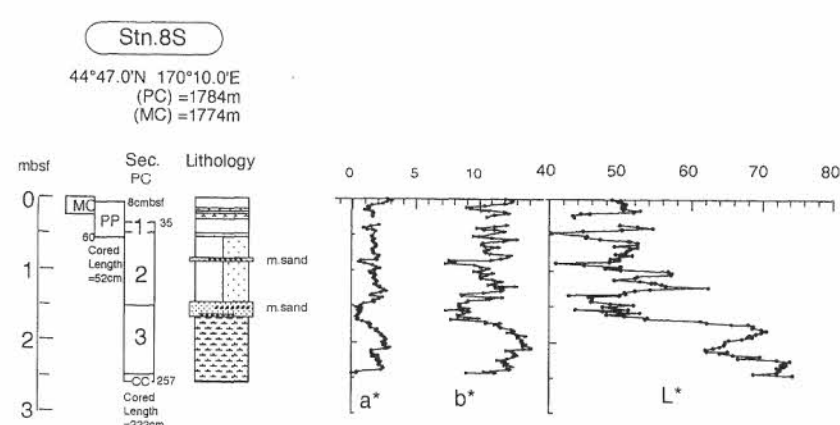 Stn.8S
44°47.0'N 170°10.0'E
(PC) =1784m
(MC) =1774m
mbsf
Sec.
PC
Lithology
0 5 10 40 50 60 70 80
0
MC
8cmbsf
PP
1
35
60
Cored
Length
=52cm
1
2
m.sand
m.sand
2
3
CC
257
Cored
Length
=222cm
3
a*
b*
L*